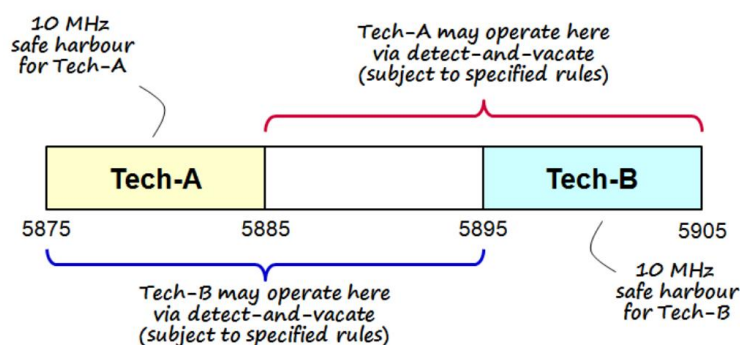 10 MHz
safe harbour
for Tech-A
Tech-A may operate here
via detect-and-vacate
(subject to specified rules)
Tech-A
Tech-B
5875
5885
5895
5905
Tech-B may operate here
via detect-and-vacate
(subject to specified rules)
10 MHz
safe harbour
for Tech-B